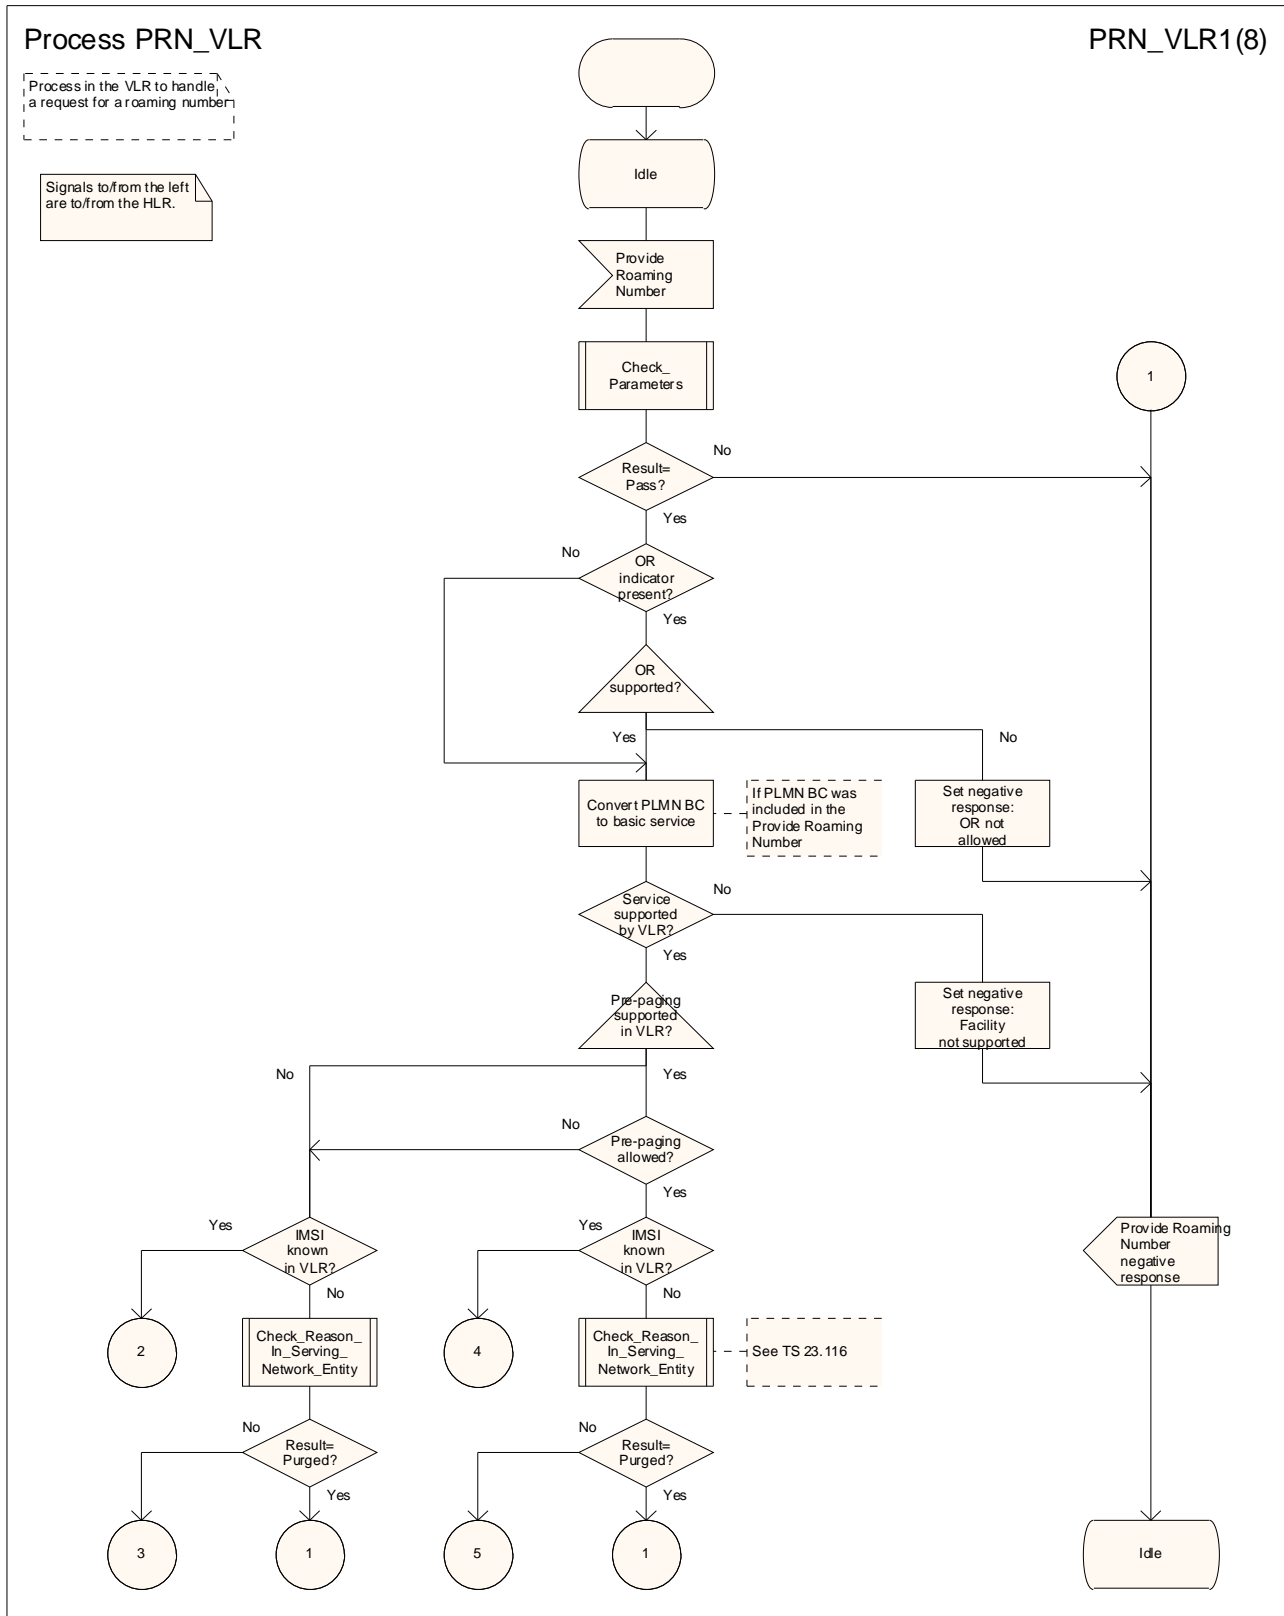 Process PRN_VLR
PRN_VLR1(8)
Process in the VLR to handle
a request for a roaming number
Signals to/from the left
are to/from the HLR.
Idle
Provide
Roaming
Number
Check_
Parameters
1
Result=
Pass?
No
Yes
OR
indicator
present?
No
Yes
OR
supported?
Yes
No
Convert PLMN BC
to basic service
If PLMN BC was
included in the
Provide Roaming
Number
Set negative
response:
OR not
allowed
Service
supported
by VLR?
No
Yes
Pre-paging
supported
in VLR?
Set negative
response:
Facility
not supported
No
Yes
Pre-paging
allowed?
No
Yes
Yes
IMSI
known
in VLR?
No
Yes
IMSI
known
in VLR?
No
Provide Roaming
Number
negative
response
2
Check_Reason_
In_Serving_
Network_Entity
4
Check_Reason_
In_Serving_
Network_Entity
See TS 23.116
No
Result=
Purged?
Yes
No
Result=
Purged?
Yes
3
1
5
1
Idle